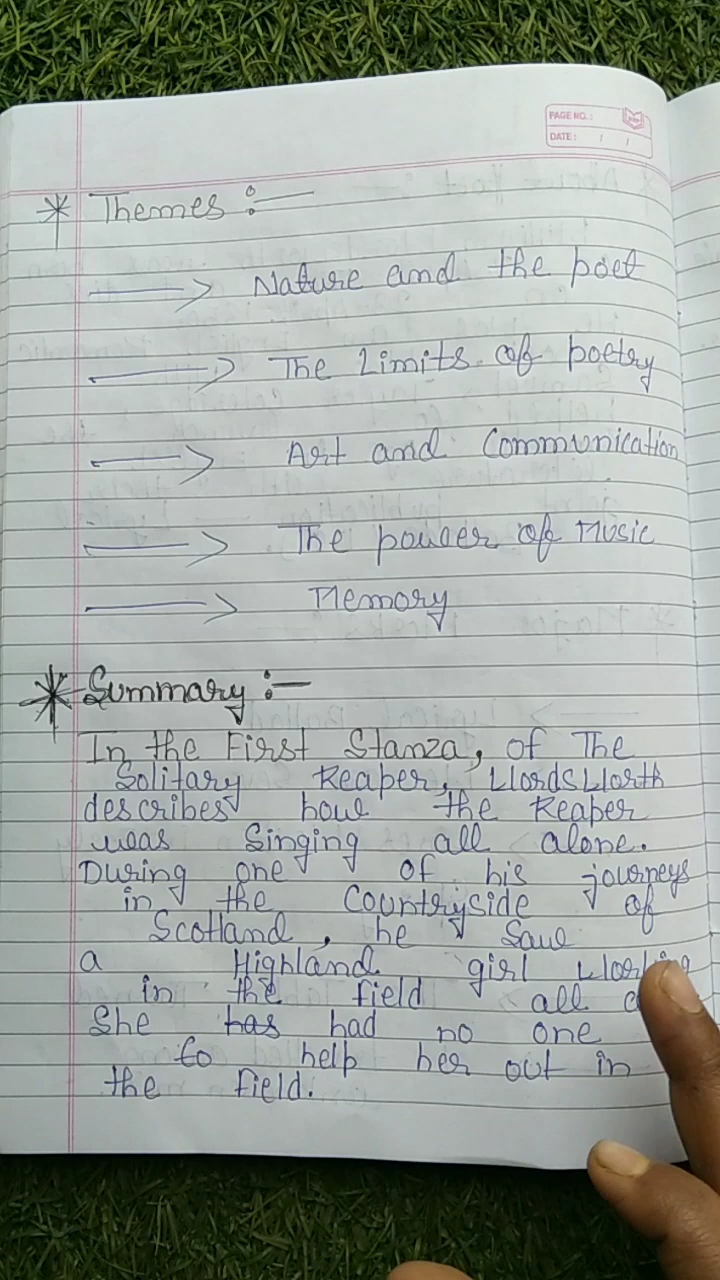 PAGE NO.:
DATE: / /
* Themes :—
→ Nature and the poet
→ The Limits of poetry
→ Art and Communication
→ The power of Music
→ Memory
* Summary :—
In the First Stanza, of The
Solitary Reaper, Wordsworth
describes how the Reaper
was Singing all alone.
During one of his journeys
in the Countryside of
Scotland, he saw
a Highland girl working
in the field all
She has had no one
to help her out in
the field.